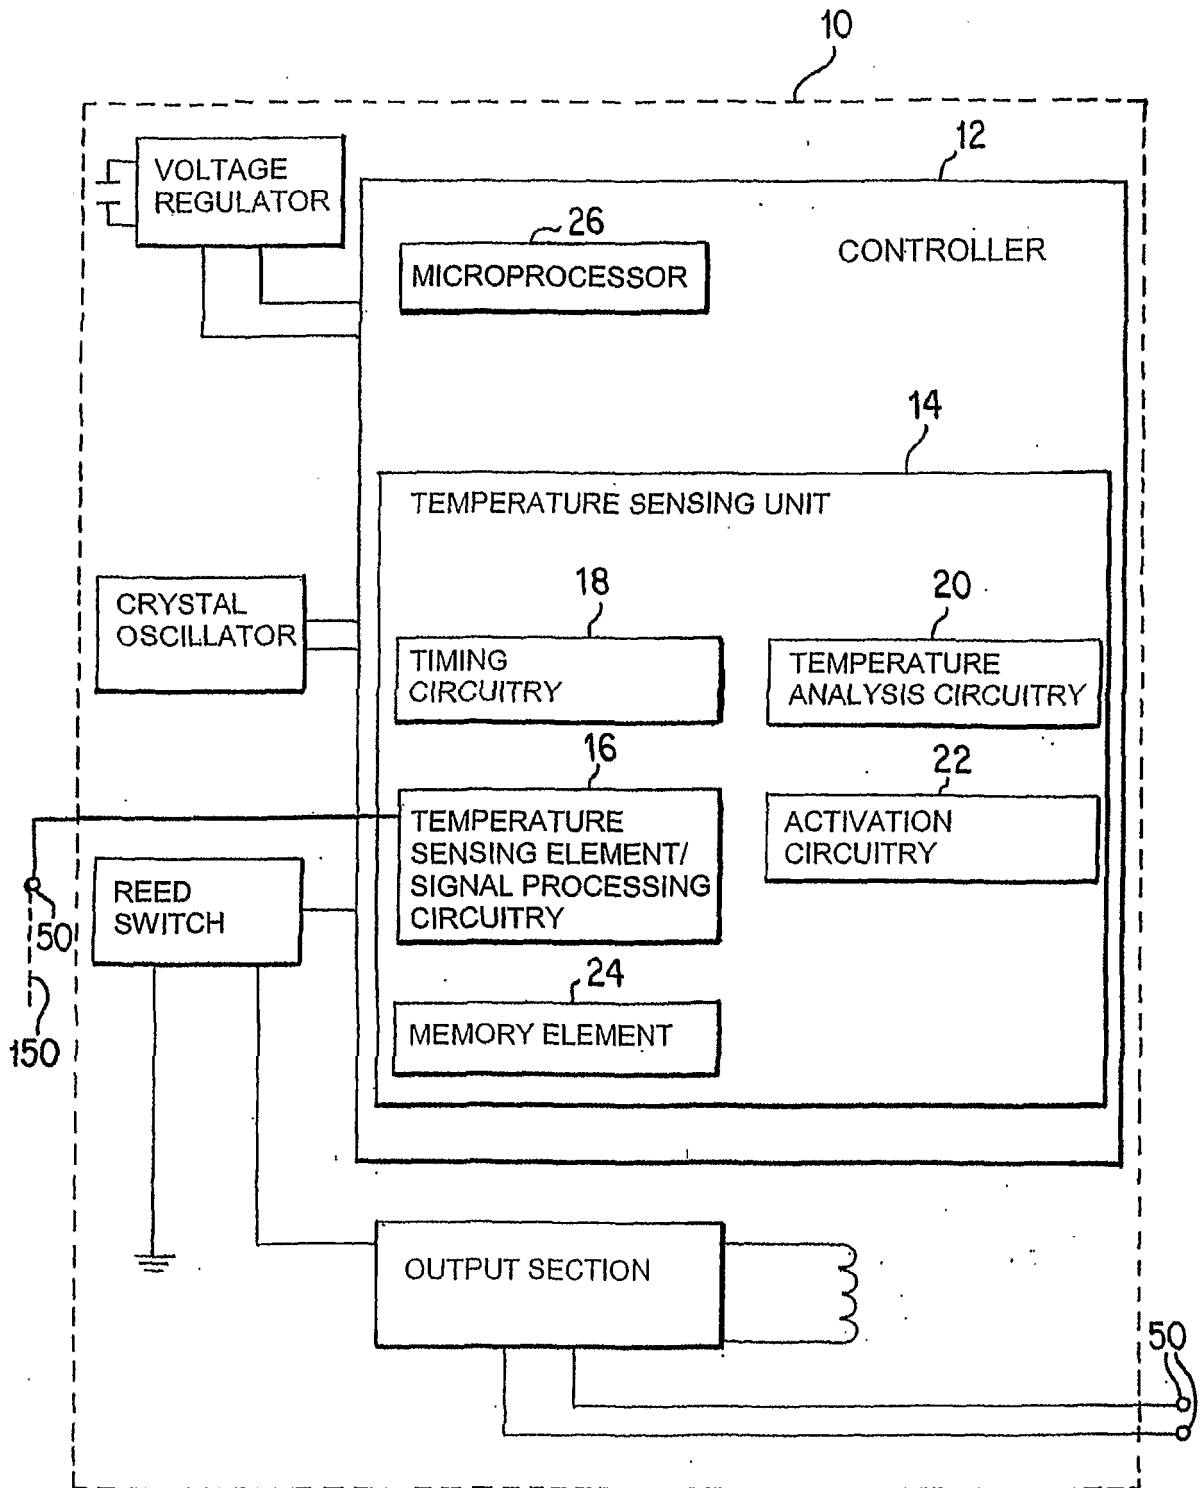 10
12
VOLTAGE
REGULATOR
26
MICROPROCESSOR
CONTROLLER
14
TEMPERATURE SENSING UNIT
CRYSTAL
OSCILLATOR
18
TIMING
CIRCUITRY
20
TEMPERATURE
ANALYSIS CIRCUITRY
16
TEMPERATURE
SENSING ELEMENT/
SIGNAL PROCESSING
CIRCUITRY
22
ACTIVATION
CIRCUITRY
REED
SWITCH
50
150
24
MEMORY ELEMENT
OUTPUT SECTION
50